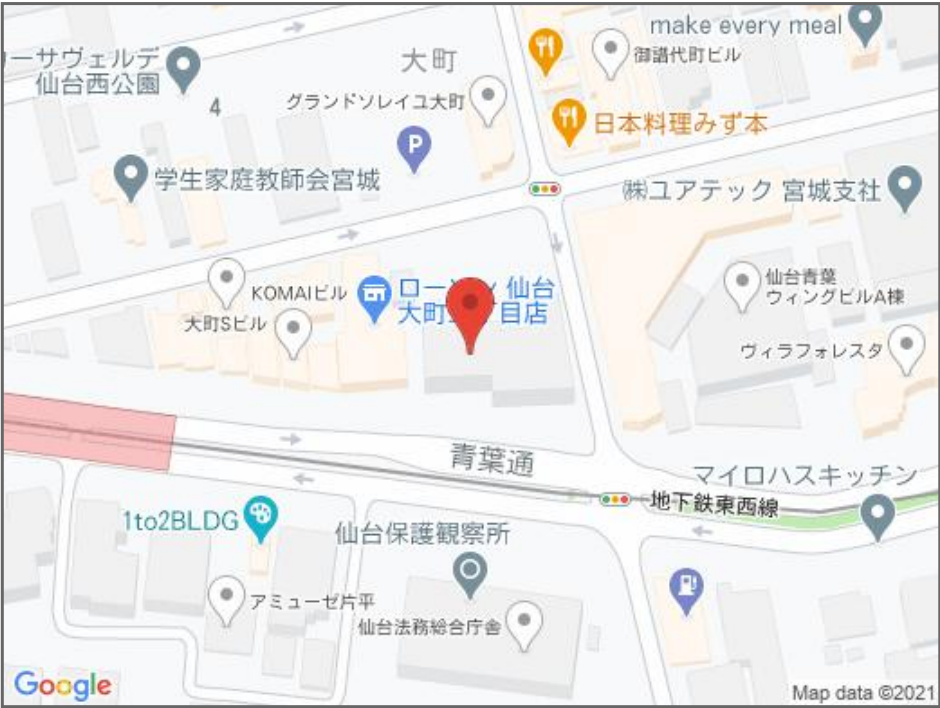 make every meal
ーサヴェルデ
仙台西公園
大町
御譜代町ビル
4
グランドソレイユ大町
日本料理みず本
P
学生家庭教師会宮城
㈱ユアテック 宮城支社
KOMAIビル
仙台
大町
目店
仙台青葉
ウィングビルA棟
大町Sビル
ヴィラフォレスタ
青葉通
マイロハスキッチン
地下鉄東西線
1to2BLDG
仙台保護観察所
アミューゼ片平
仙台法務総合庁舎
Google
Map data ©2021